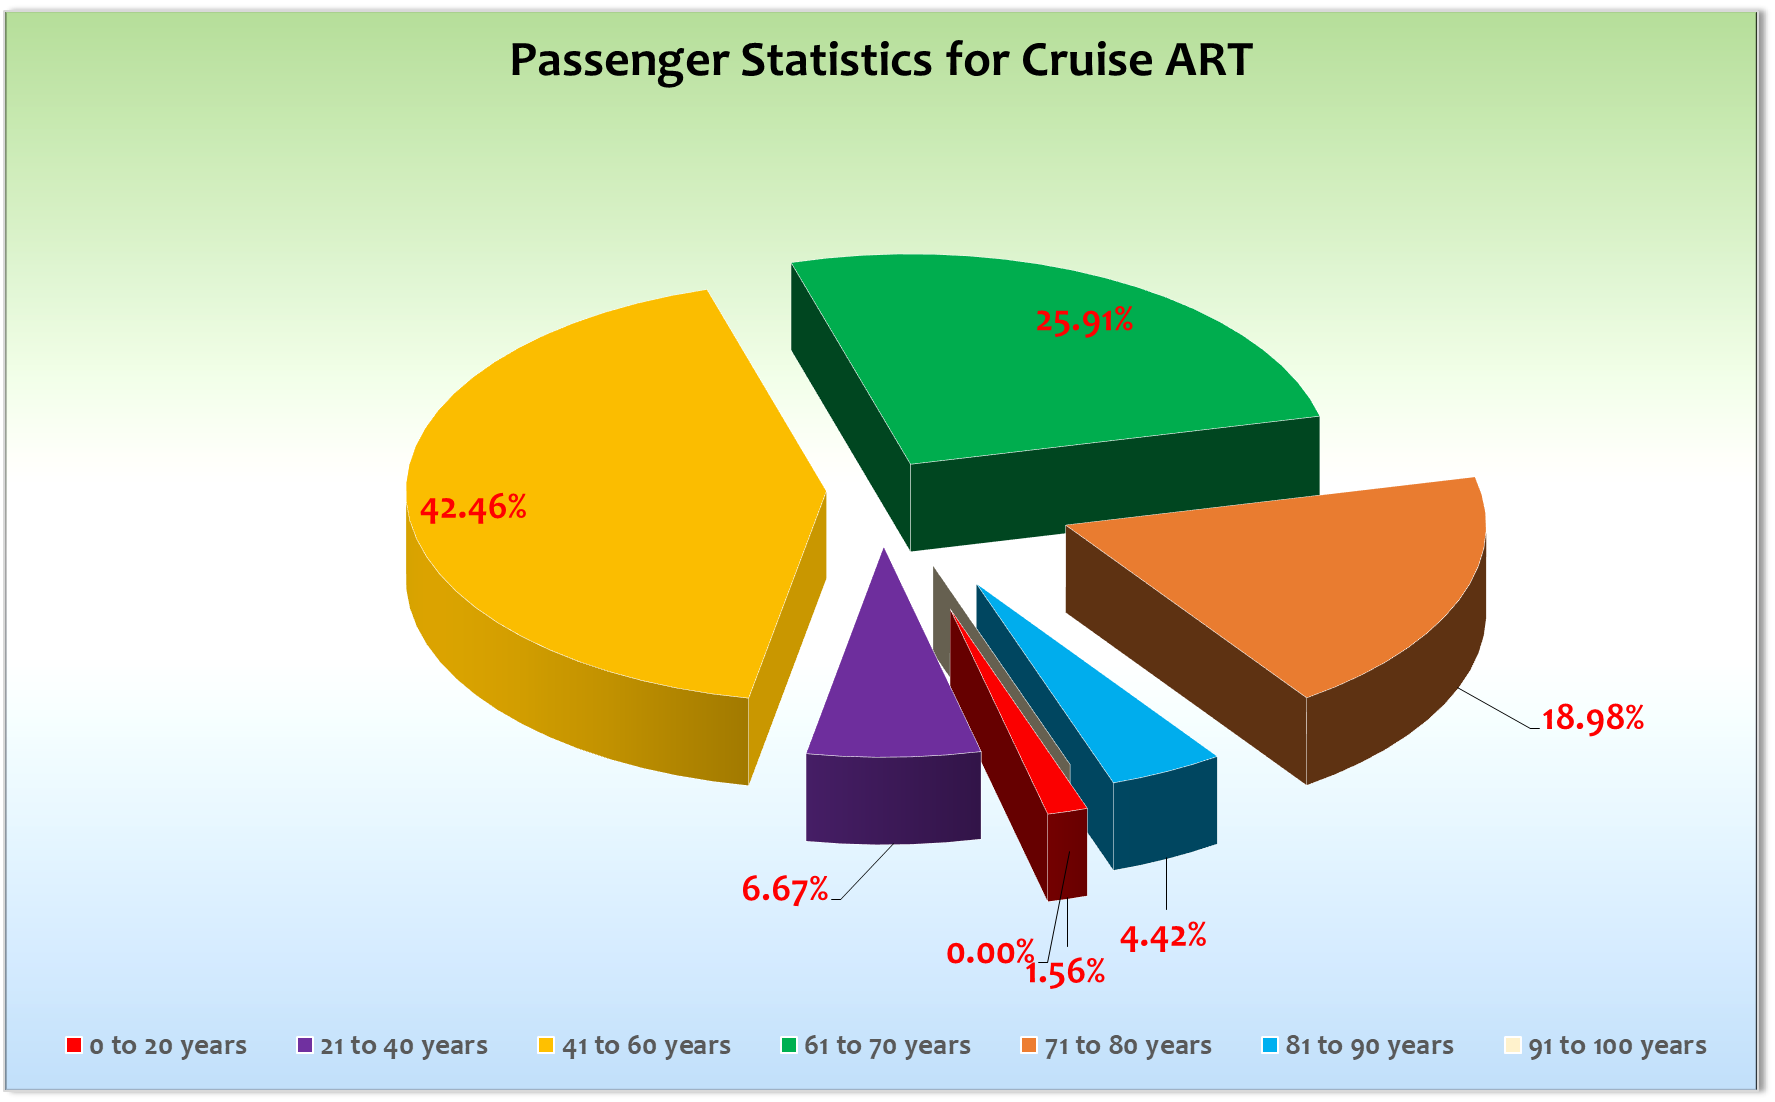 Passenger Statistics for Cruise ART
25.91%
42.46%
18.98%
6.67%
4.42%
0.00%
1.56%
0 to 20 years
21 to 40 years
41 to 60 years
61 to 70 years
71 to 80 years
81 to 90 years
91 to 100 years